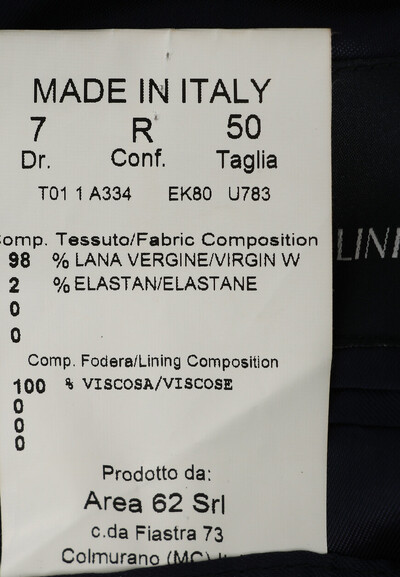 MADE IN ITALY
7 R 50
Dr. Conf. Taglia
T01 1 A334 EK80 U783
Comp. Tessuto/Fabric Composition
98 % LANA VERGINE/VIRGIN W
2 % ELASTAN/ELASTANE
0
0
Comp. Fodera/Lining Composition
100 % VISCOSA/VISCOSE
0
0
0
Prodotto da:
Area 62 Srl
c.da Fiastra 73
Colmurano (MC)